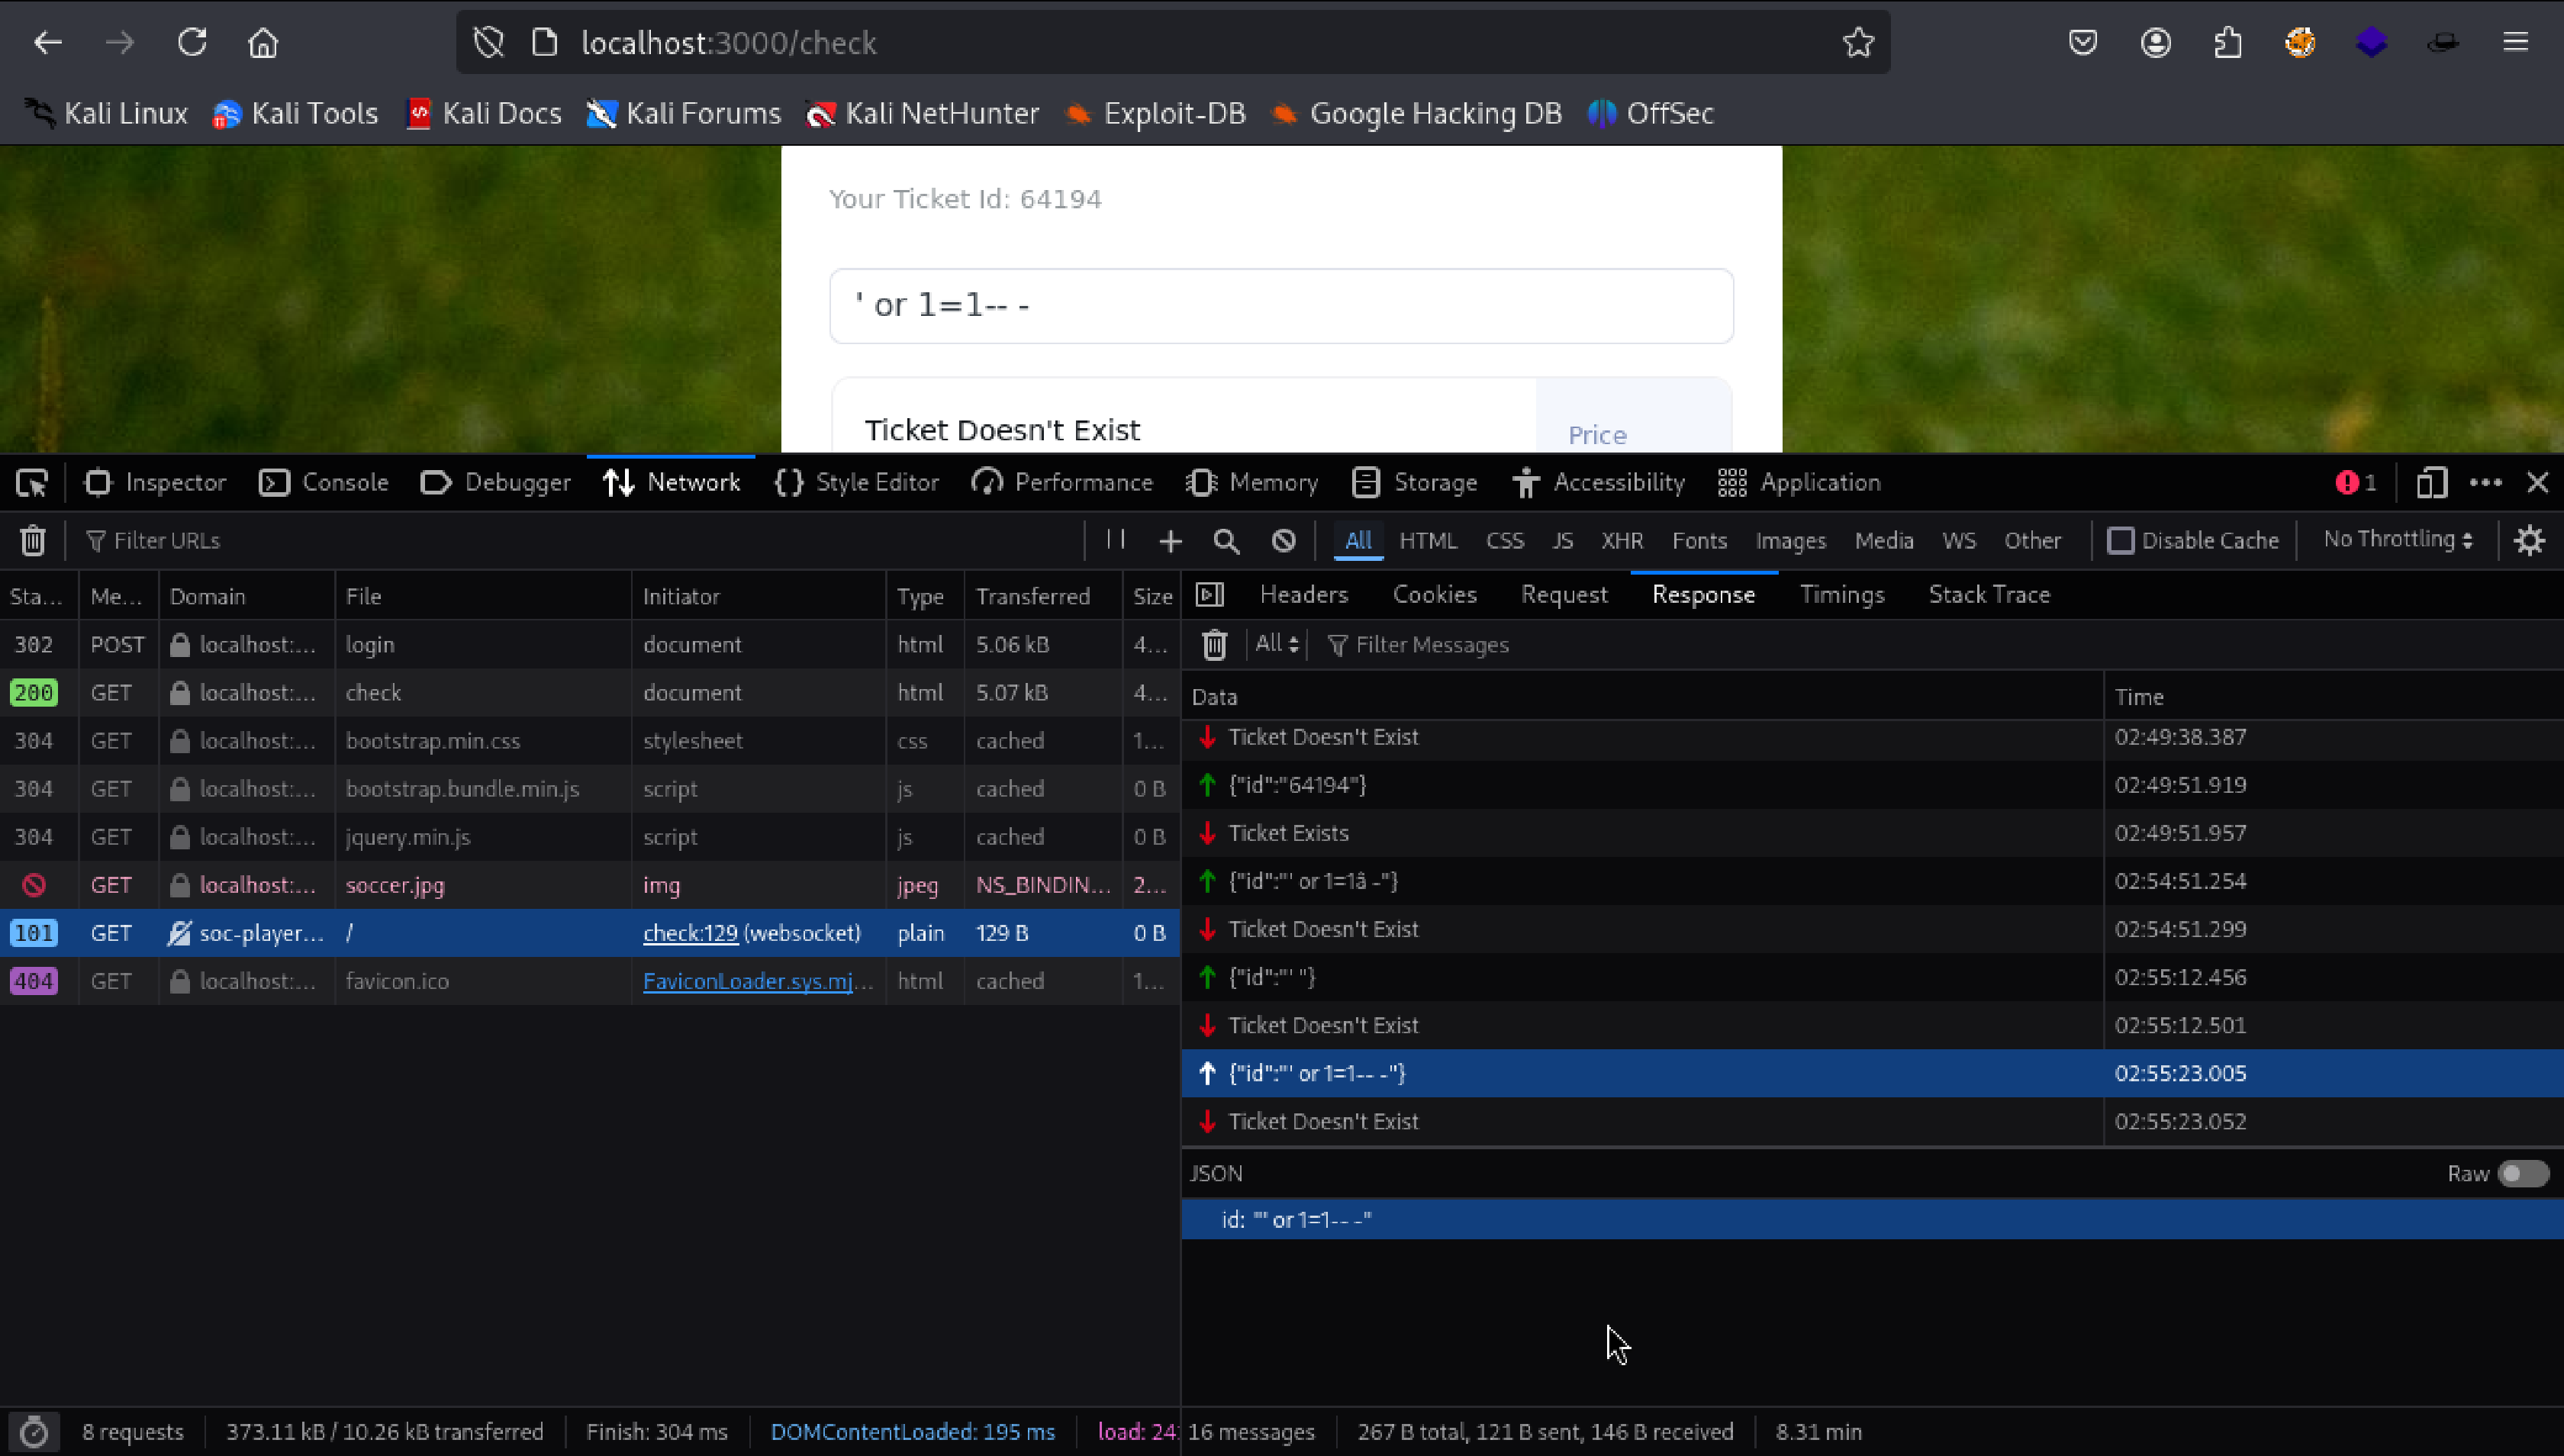 localhost:3000/check
Kali Linux Kali Tools Kali Docs Kali Forums Kali NetHunter Exploit-DB Google Hacking DB OffSec
Your Ticket Id: 64194
' or 1=1-- -
Ticket Doesn't Exist
Price
Inspector Console Debugger Network Style Editor Performance Memory Storage Accessibility Application 1
Filter URLs All HTML CSS JS XHR Fonts Images Media WS Other Disable Cache No Throttling
Sta... Me... Domain File Initiator Type Transferred Size
302 POST localhost:... login document html 5.06 kB 4...
200 GET localhost:... check document html 5.07 kB 4...
304 GET localhost:... bootstrap.min.css stylesheet css cached 1...
304 GET localhost:... bootstrap.bundle.min.js script js cached 0 B
304 GET localhost:... jquery.min.js script js cached 0 B
GET localhost:... soccer.jpg img jpeg NS_BINDIN... 2...
101 GET soc-player... / check:129 (websocket) plain 129 B 0 B
404 GET localhost:... favicon.ico FaviconLoader.sys.mj... html cached 1...
Headers Cookies Request Response Timings Stack Trace
All Filter Messages
Data Time
Ticket Doesn't Exist 02:49:38.387
{"id":"64194"} 02:49:51.919
Ticket Exists 02:49:51.957
{"id":"' or 1=1â -"} 02:54:51.254
Ticket Doesn't Exist 02:54:51.299
{"id":"' "} 02:55:12.456
Ticket Doesn't Exist 02:55:12.501
{"id":"' or 1=1-- -"} 02:55:23.005
Ticket Doesn't Exist 02:55:23.052
JSON Raw
id: "' or 1=1-- -"
8 requests 373.11 kB / 10.26 kB transferred Finish: 304 ms DOMContentLoaded: 195 ms load: 24 16 messages 267 B total, 121 B sent, 146 B received 8.31 min